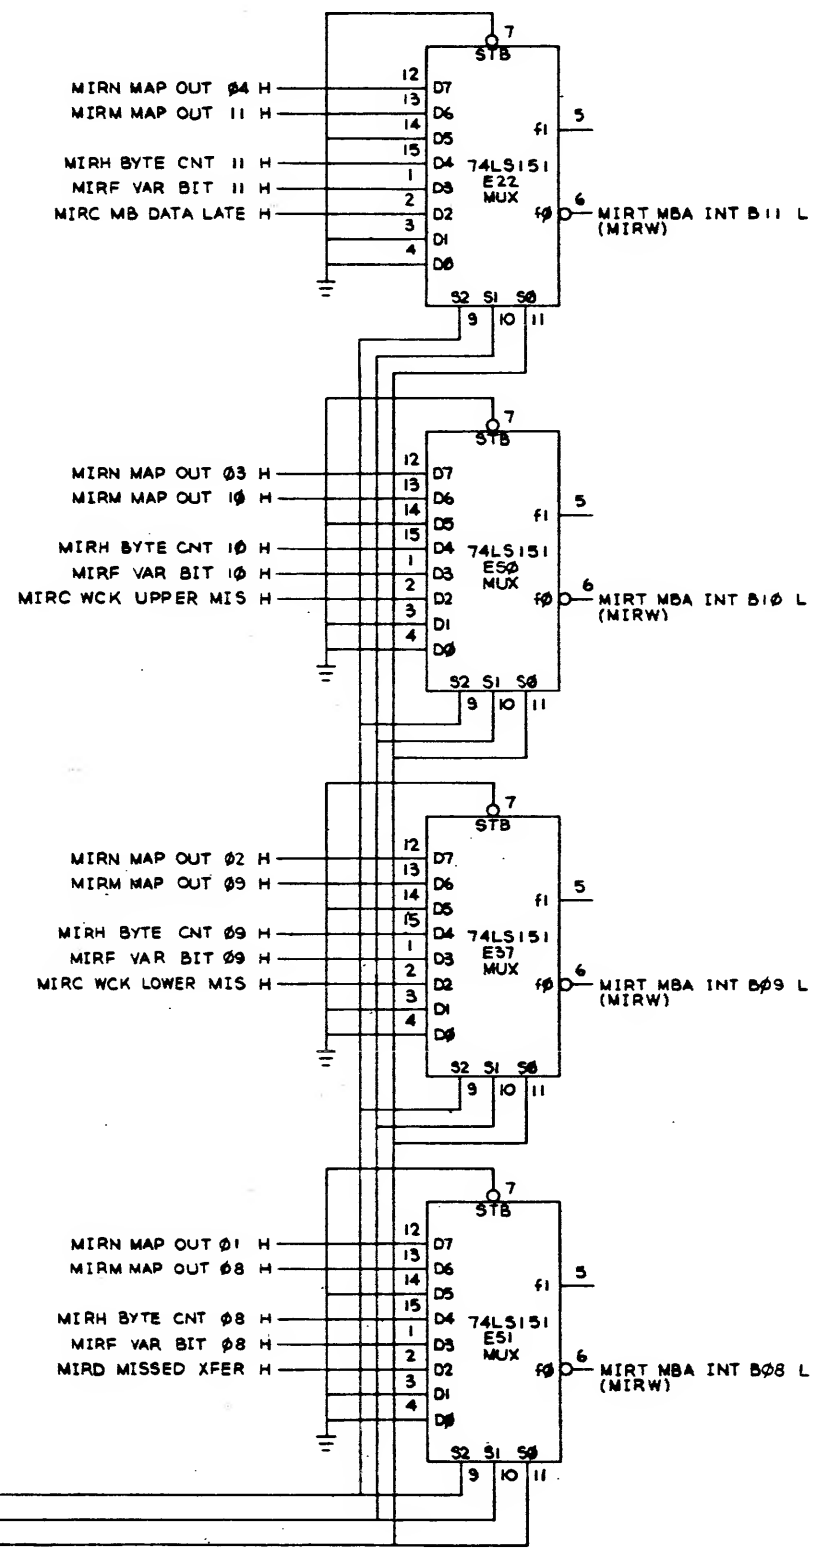 7
STB
12
MIRN MAP OUT Ø4 H D7
13
MIRM MAP OUT 11 H D6
14
D5 f1 5
15
MIRH BYTE CNT 11 H D4 74LS151
1 E22
MIRF VAR BIT 11 H D3 MUX
2
MIRC MB DATA LATE H D2 fØ 6 MIRT MBA INT B11 L
(MIRW)
3
D1
4
DØ
S2 S1 SØ
9 10 11
7
STB
12
MIRN MAP OUT Ø3 H D7
13
MIRM MAP OUT 1Ø H D6
14
D5 f1 5
15
MIRH BYTE CNT 1Ø H D4 74LS151
1 E5Ø
MIRF VAR BIT 1Ø H D3 MUX
2
MIRC WCK UPPER MIS H D2 fØ 6 MIRT MBA INT B1Ø L
(MIRW)
3
D1
4
DØ
S2 S1 SØ
9 10 11
7
STB
12
MIRN MAP OUT Ø2 H D7
13
MIRM MAP OUT Ø9 H D6
14
D5 f1 5
15
MIRH BYTE CNT Ø9 H D4 74LS151
1 E37
MIRF VAR BIT Ø9 H D3 MUX
2
MIRC WCK LOWER MIS H D2 fØ 6 MIRT MBA INT BØ9 L
(MIRW)
3
D1
4
DØ
S2 S1 SØ
9 10 11
7
STB
12
MIRN MAP OUT Ø1 H D7
13
MIRM MAP OUT Ø8 H D6
14
D5 f1 5
15
MIRH BYTE CNT Ø8 H D4 74LS151
1 E51
MIRF VAR BIT Ø8 H D3 MUX
2
MIRD MISSED XFER H D2 fØ 6 MIRT MBA INT BØ8 L
(MIRW)
3
D1
4
DØ
S2 S1 SØ
9 10 11